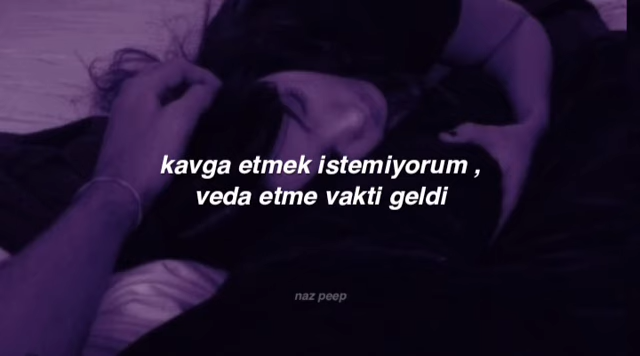 kavga etmek istemiyorum ,
veda etme vakti geldi
naz peep